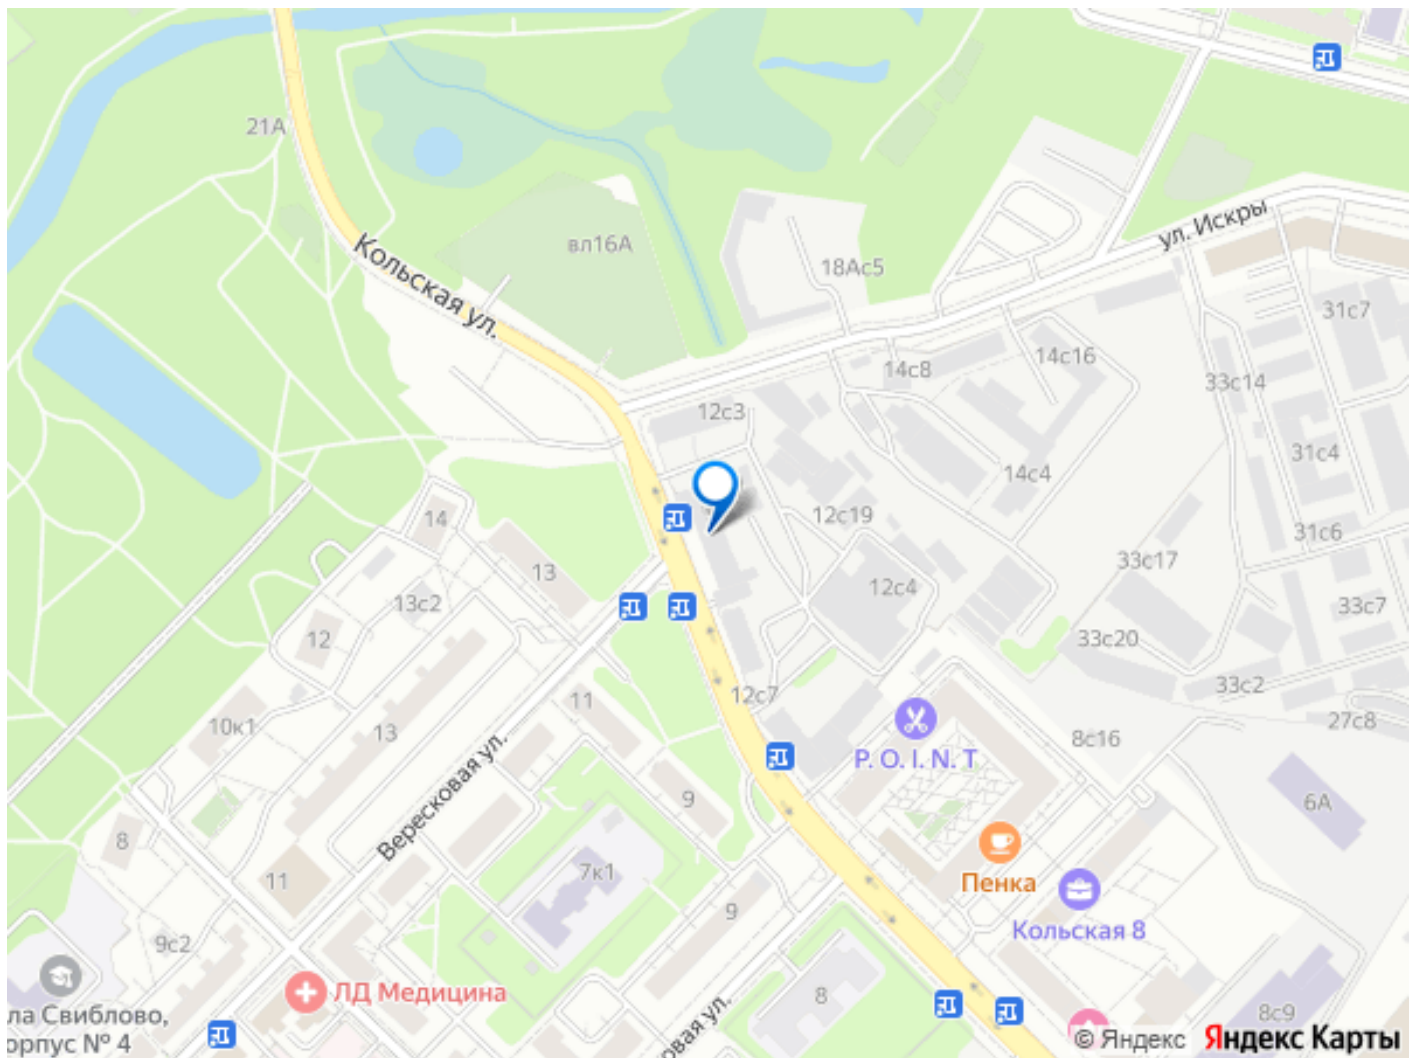 21А
Кольская ул.
вл16А
18Ас5
ул. Искры
31с7
14с8
14с16
33с14
12с3
31с4
14с4
12с19
31с6
14
13
33с17
12с4
13с2
33с7
12
33с20
33с2
12с7
11
27с8
10к1
13
P. O. I. N. T
8с16
Вересковая ул.
9
6А
8
7к1
Пенка
11
9
Кольская 8
9с2
ЛД Медицина
8
ла Свиблово,
орпус № 4
овая ул.
8с9
© Яндекс Яндекс Карты